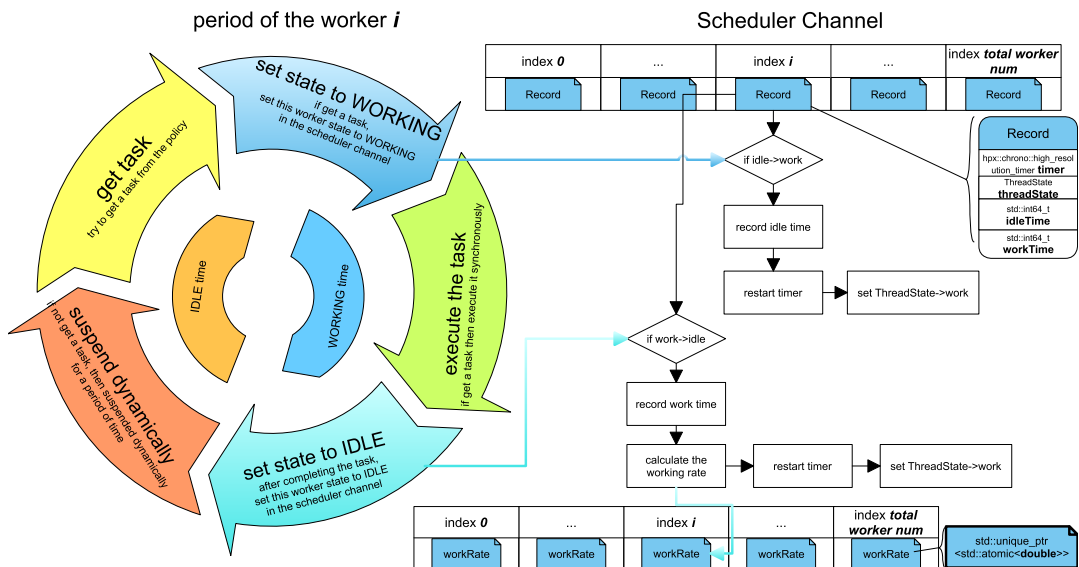 period of the worker i
Scheduler Channel
set state to WORKING
if get a task,
set this worker state to WORKING
in the scheduler channel
get task
try to get a task from the policy
execute the task
if get a task then execute it synchronously
IDLE time
WORKING time
suspend dynamically
if not get a task, then suspended dynamically
for a period of time
set state to IDLE
after completing the task,
set this worker state to IDLE
in the scheduler channel
index 0
...
index i
...
index total worker
num
Record
Record
Record
Record
Record
Record
hpx::chrono::high_resol
ution_timer timer
ThreadState
threadState
std::int64_t
idleTime
std::int64_t
workTime
if idle->work
record idle time
restart timer
set ThreadState->work
if work->idle
record work time
calculate the
working rate
restart timer
set ThreadState->work
index 0
...
index i
...
index total
worker num
workRate
workRate
workRate
workRate
workRate
std::unique_ptr
<std::atomic<double>>